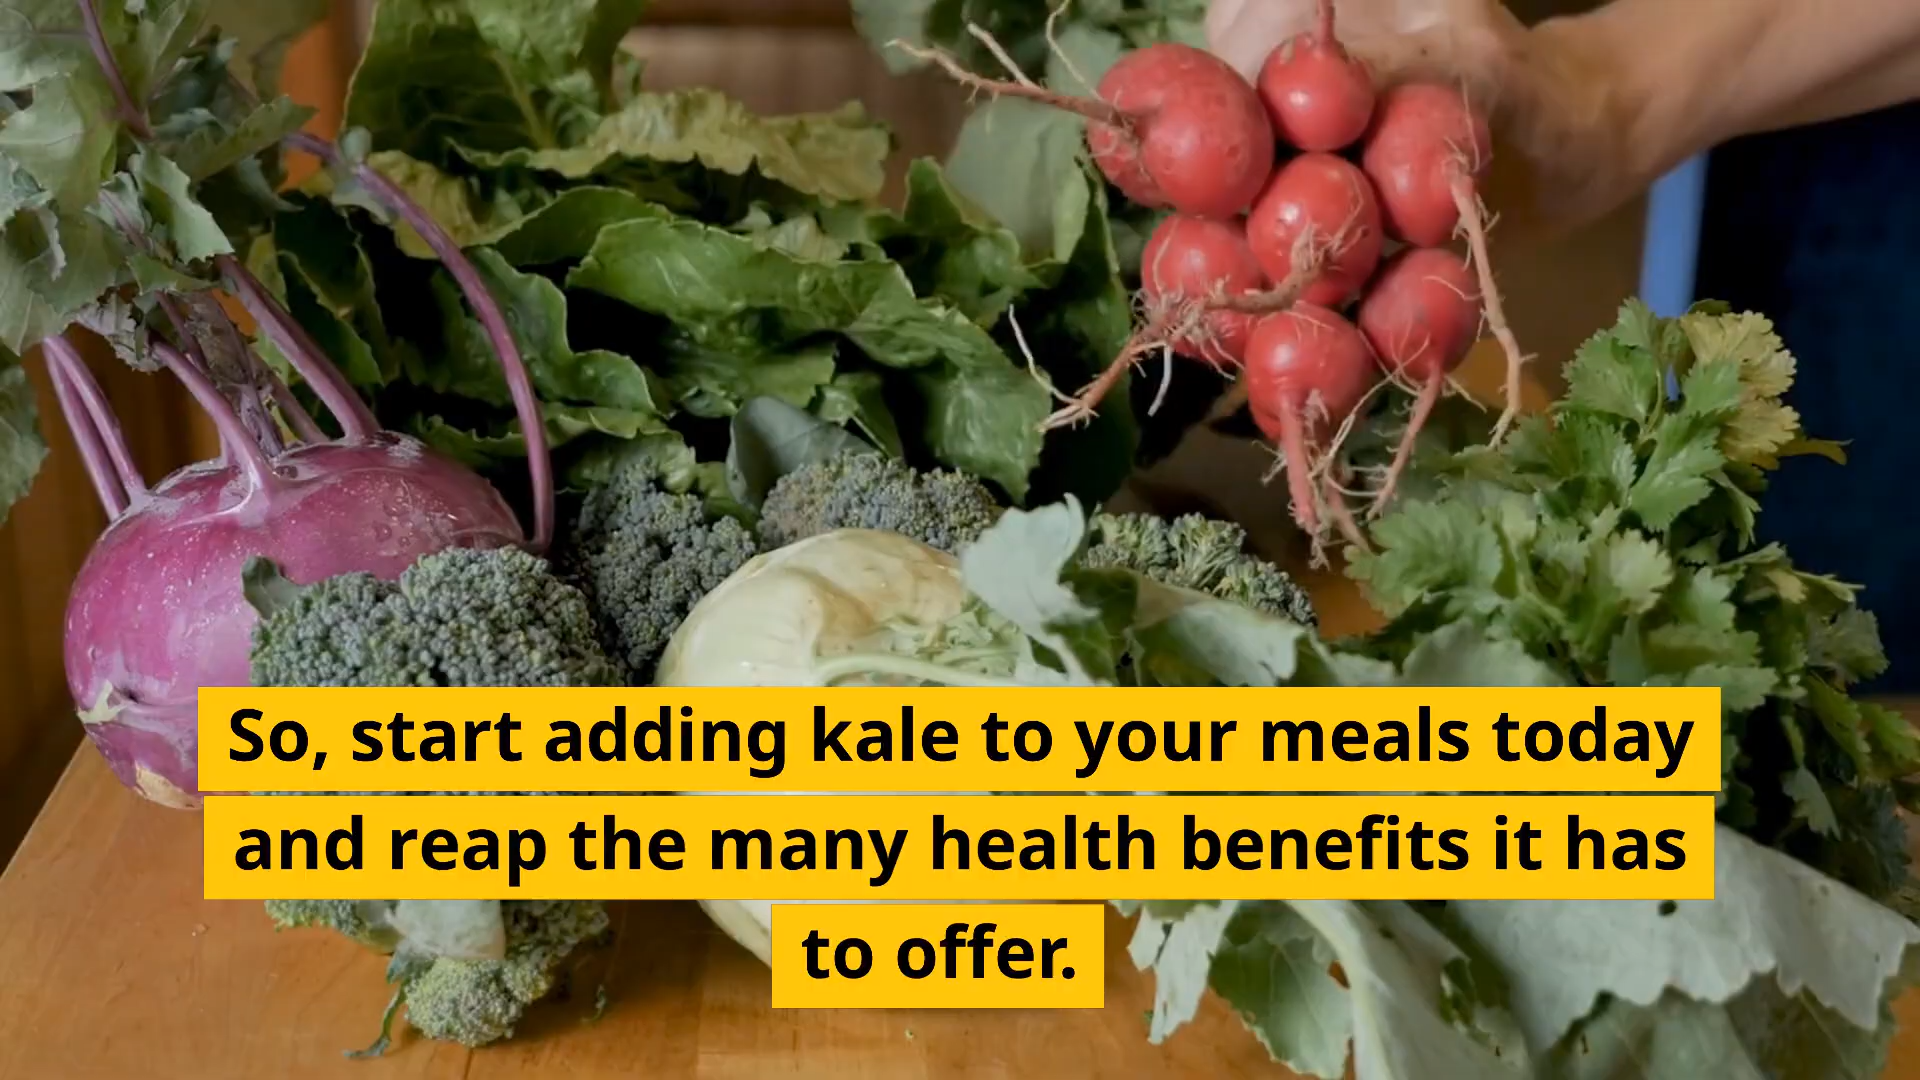 So, start adding kale to your meals today
and reap the many health benefits it has
to offer.